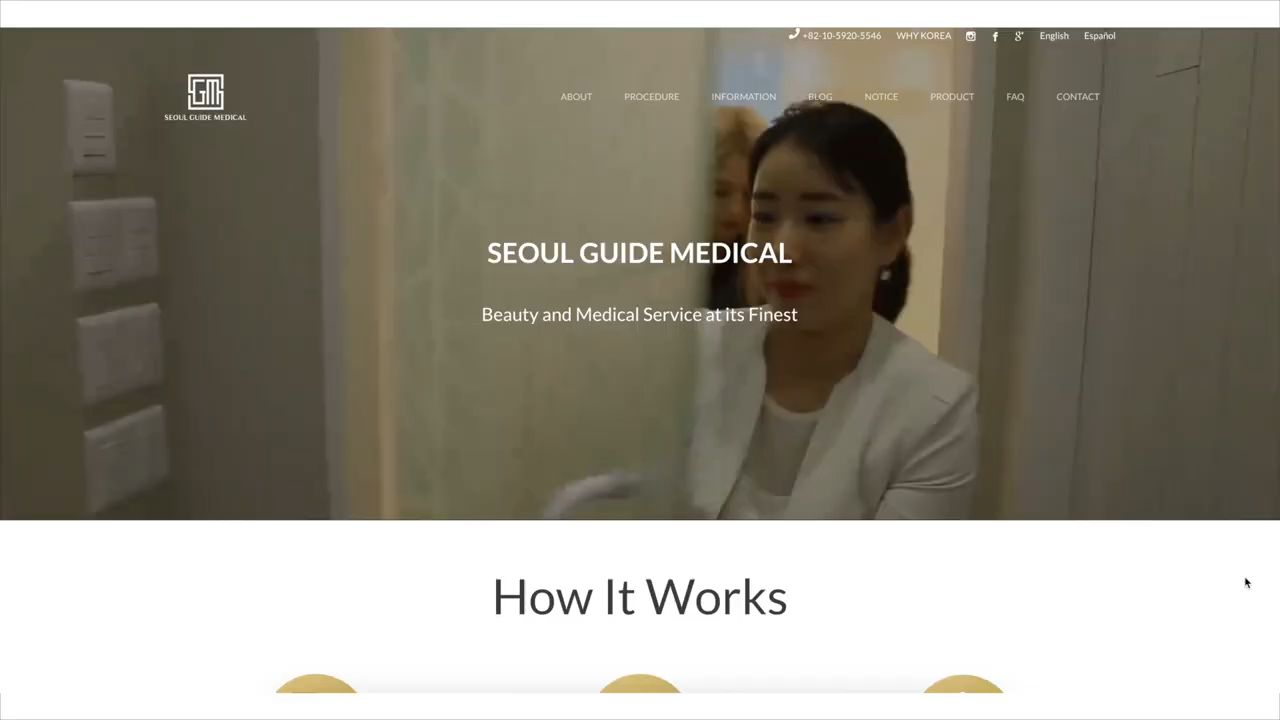 +82-10-5920-5546 WHY KOREA English Español
SEOUL GUIDE MEDICAL
ABOUT PROCEDURE INFORMATION BLOG NOTICE PRODUCT FAQ CONTACT
SEOUL GUIDE MEDICAL
Beauty and Medical Service at its Finest
How It Works